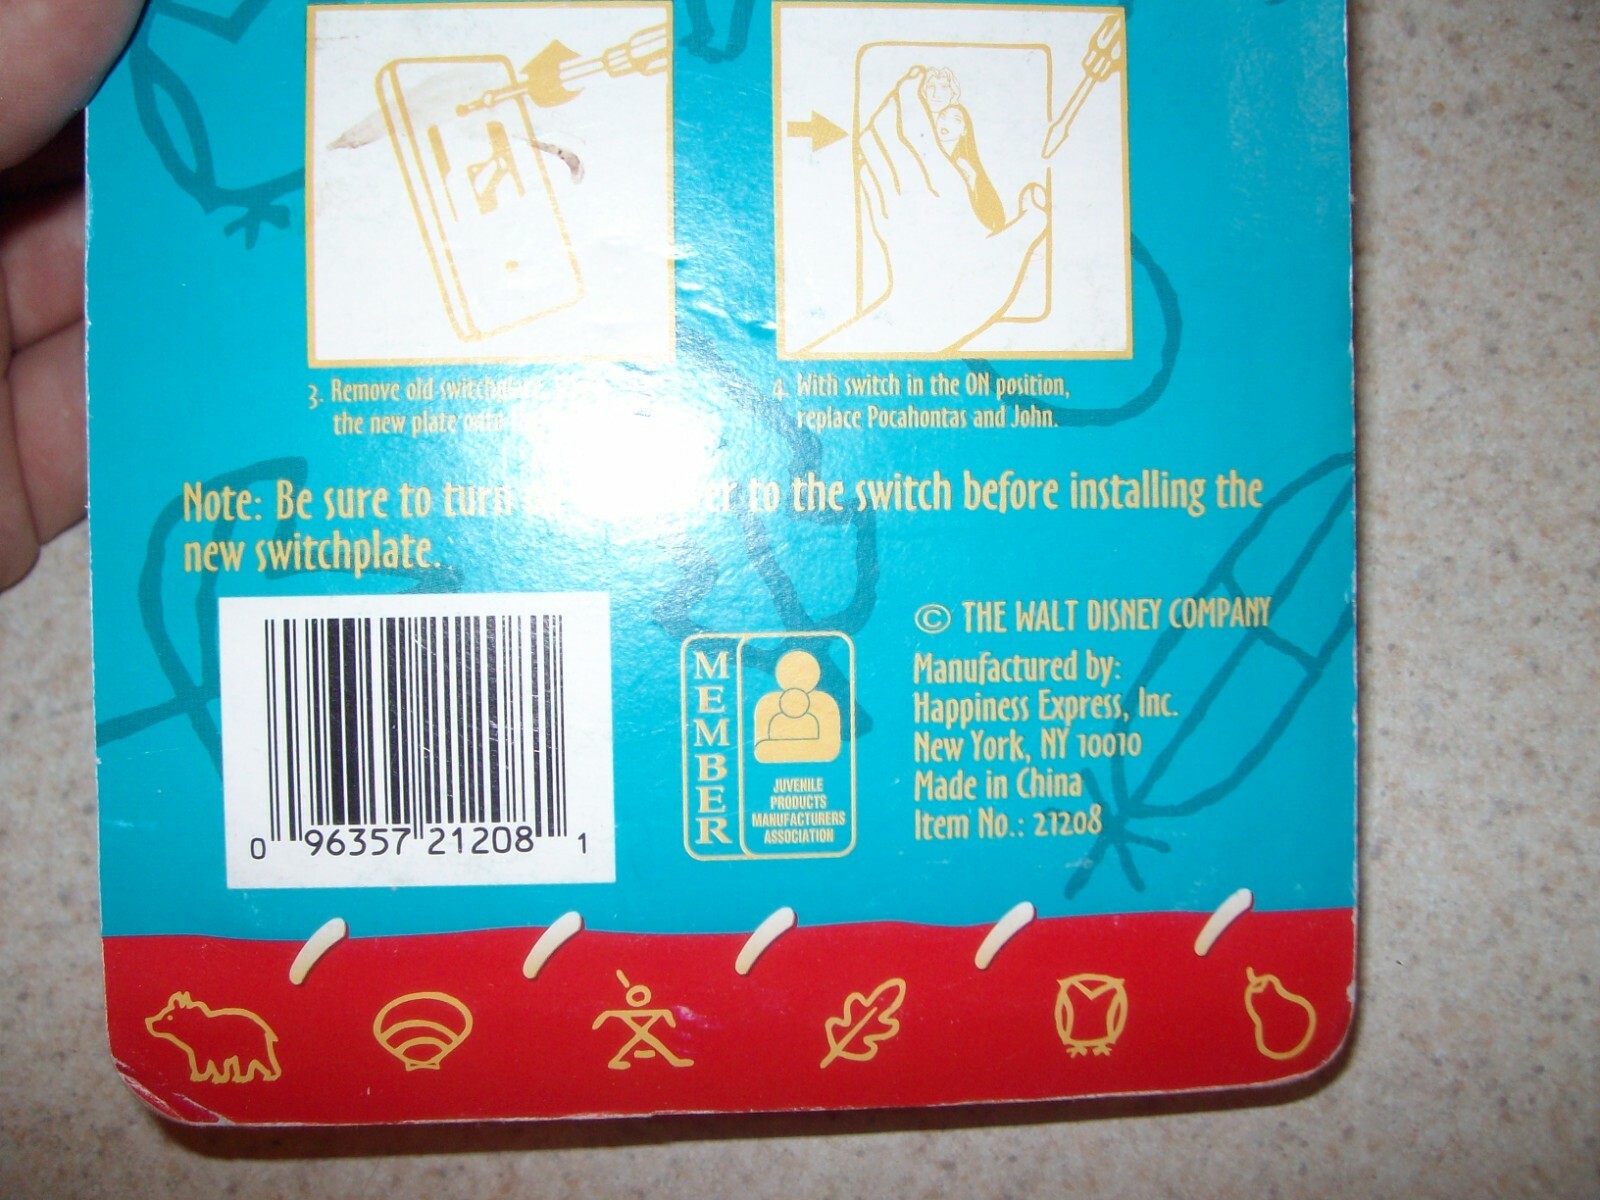 3. Remove old
the new plate
4. With switch in the ON position,
replace Pocahontas and John.
Note: Be sure to turn to the switch before installing the
new switchplate.
© THE WALT DISNEY COMPANY
Manufactured by:
Happiness Express, Inc.
New York, NY 10010
Made in China
Item No.: 21208
MEMBER
JUVENILE
PRODUCTS
MANUFACTURERS
ASSOCIATION
0 96357 21208 1